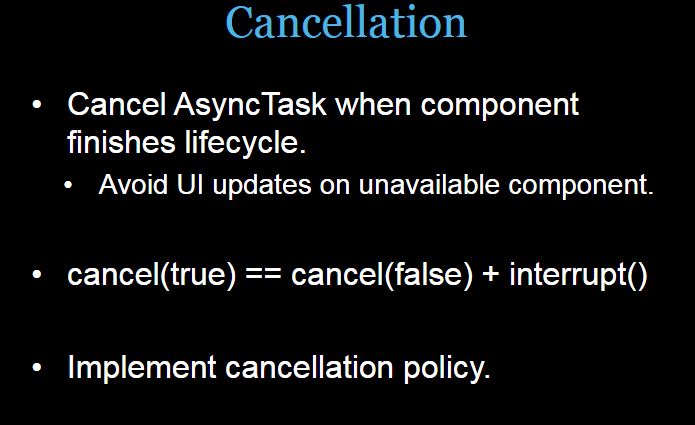 Cancellation
• Cancel AsyncTask when component
finishes lifecycle.
• Avoid UI updates on unavailable component.
• cancel(true) == cancel(false) + interrupt()
• Implement cancellation policy.